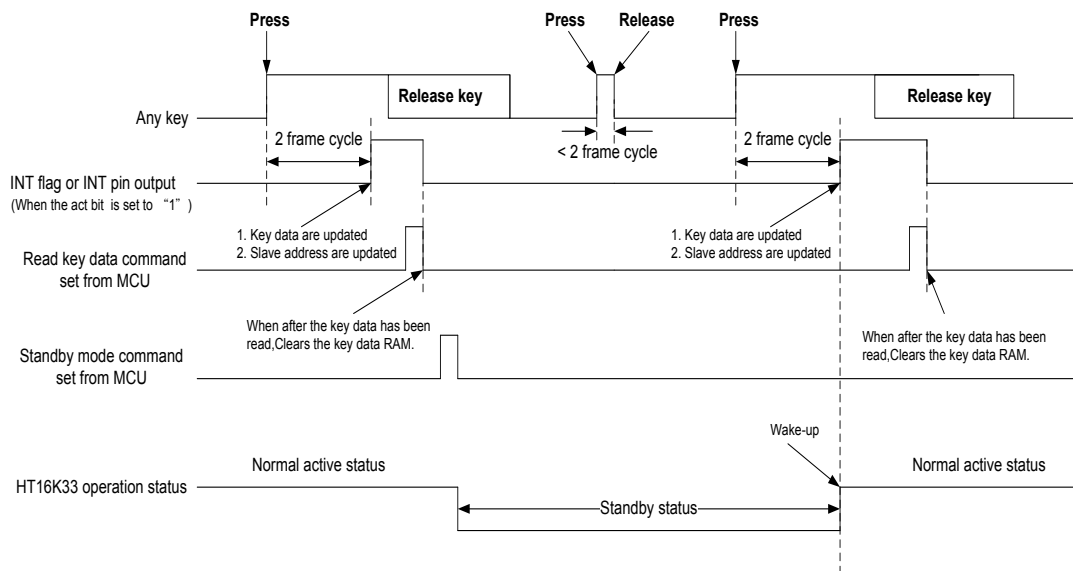 Press
Press
Release
Press
Any key
Release key
Release key
2 frame cycle
< 2 frame cycle
2 frame cycle
INT flag or INT pin output
(When the act bit is set to “1” )
1. Key data are updated
2. Slave address are updated
1. Key data are updated
2. Slave address are updated
Read key data command
set from MCU
When after the key data has been
read,Clears the key data RAM.
When after the key data has been
read,Clears the key data RAM.
Standby mode command
set from MCU
Wake-up
Normal active status
Normal active status
HT16K33 operation status
Standby status